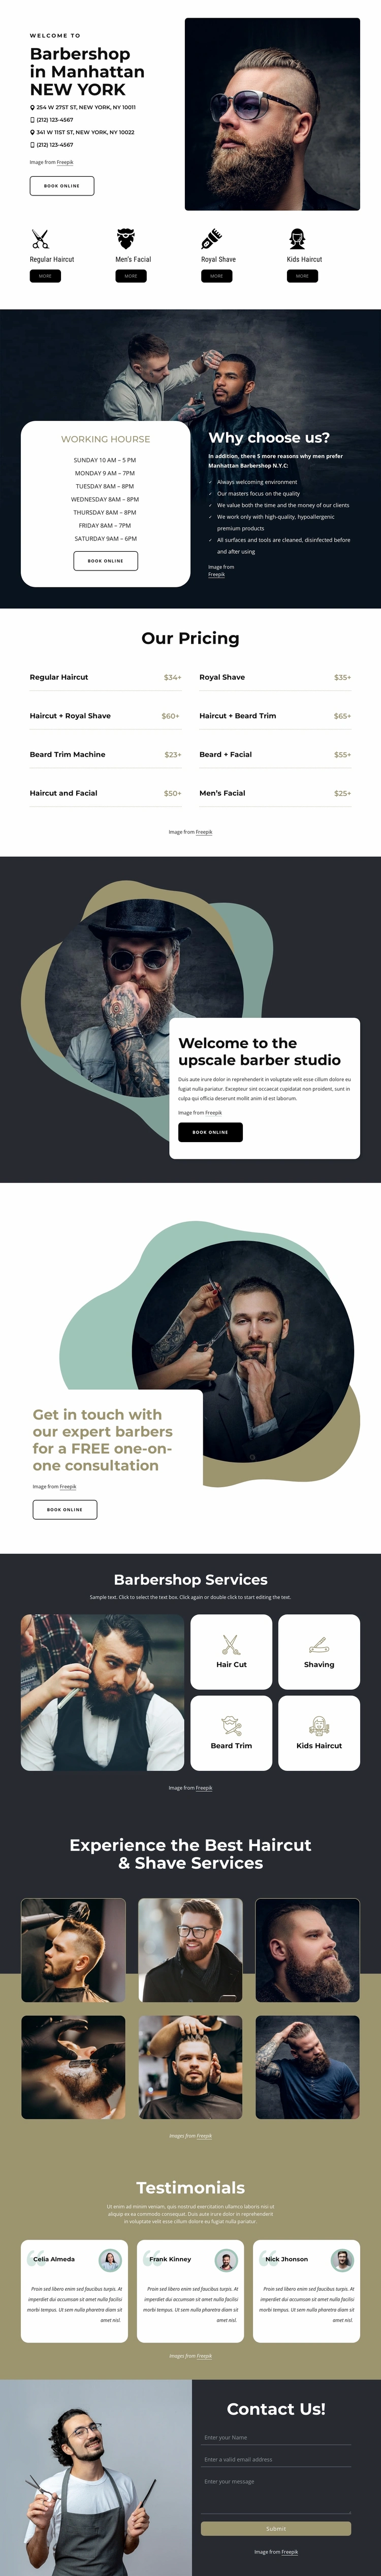 WELCOME TO
Barbershop
in Manhattan
NEW YORK
254 W 27ST ST, NEW YORK, NY 10011
(212) 123-4567
341 W 11ST ST, NEW YORK, NY 10022
(212) 123-4567
Image from Freepik
BOOK ONLINE
Regular Haircut
MORE
Men's Facial
MORE
Royal Shave
MORE
Kids Haircut
MORE
WORKING HOURSE
SUNDAY 10 AM – 5 PM
MONDAY 9 AM – 7PM
TUESDAY 8AM – 8PM
WEDNESDAY 8AM – 8PM
THURSDAY 8AM – 8PM
FRIDAY 8AM – 7PM
SATURDAY 9AM – 6PM
BOOK ONLINE
Why choose us?
In addition, there 5 more reasons why men prefer
Manhattan Barbershop N.Y.C:
Always welcoming environment
Our masters focus on the quality
We value both the time and the money of our clients
We work only with high-quality, hypoallergenic
premium products
All surfaces and tools are cleaned, disinfected before
and after using
Image from
Freepik
Our Pricing
Regular Haircut $34+
Royal Shave $35+
Haircut + Royal Shave $60+
Haircut + Beard Trim $65+
Beard Trim Machine $23+
Beard + Facial $55+
Haircut and Facial $50+
Men's Facial $25+
Image from Freepik
Welcome to the
upscale barber studio
Duis aute irure dolor in reprehenderit in voluptate velit esse cillum dolore eu
fugiat nulla pariatur. Excepteur sint occaecat cupidatat non proident, sunt in
culpa qui officia deserunt mollit anim id est laborum.
Image from Freepik
BOOK ONLINE
Get in touch with
our expert barbers
for a FREE one-on-
one consultation
Image from Freepik
BOOK ONLINE
Barbershop Services
Sample text. Click to select the text box. Click again or double click to start editing the text.
Hair Cut
Shaving
Beard Trim
Kids Haircut
Image from Freepik
Experience the Best Haircut
& Shave Services
Images from Freepik
Testimonials
Ut enim ad minim veniam, quis nostrud exercitation ullamco laboris nisi ut
aliquip ex ea commodo consequat. Duis aute irure dolor in reprehenderit
in voluptate velit esse cillum dolore eu fugiat nulla pariatur.
Celia Almeda
Proin sed libero enim sed faucibus turpis. At
imperdiet dui accumsan sit amet nulla facilisi
morbi tempus. Ut sem nulla pharetra diam sit
amet nisl.
Frank Kinney
Proin sed libero enim sed faucibus turpis. At
imperdiet dui accumsan sit amet nulla facilisi
morbi tempus. Ut sem nulla pharetra diam sit
amet nisl.
Nick Jhonson
Proin sed libero enim sed faucibus turpis. At
imperdiet dui accumsan sit amet nulla facilisi
morbi tempus. Ut sem nulla pharetra diam sit
amet nisl.
Images from Freepik
Contact Us!
Enter your Name
Enter a valid email address
Enter your message
Submit
Image from Freepik